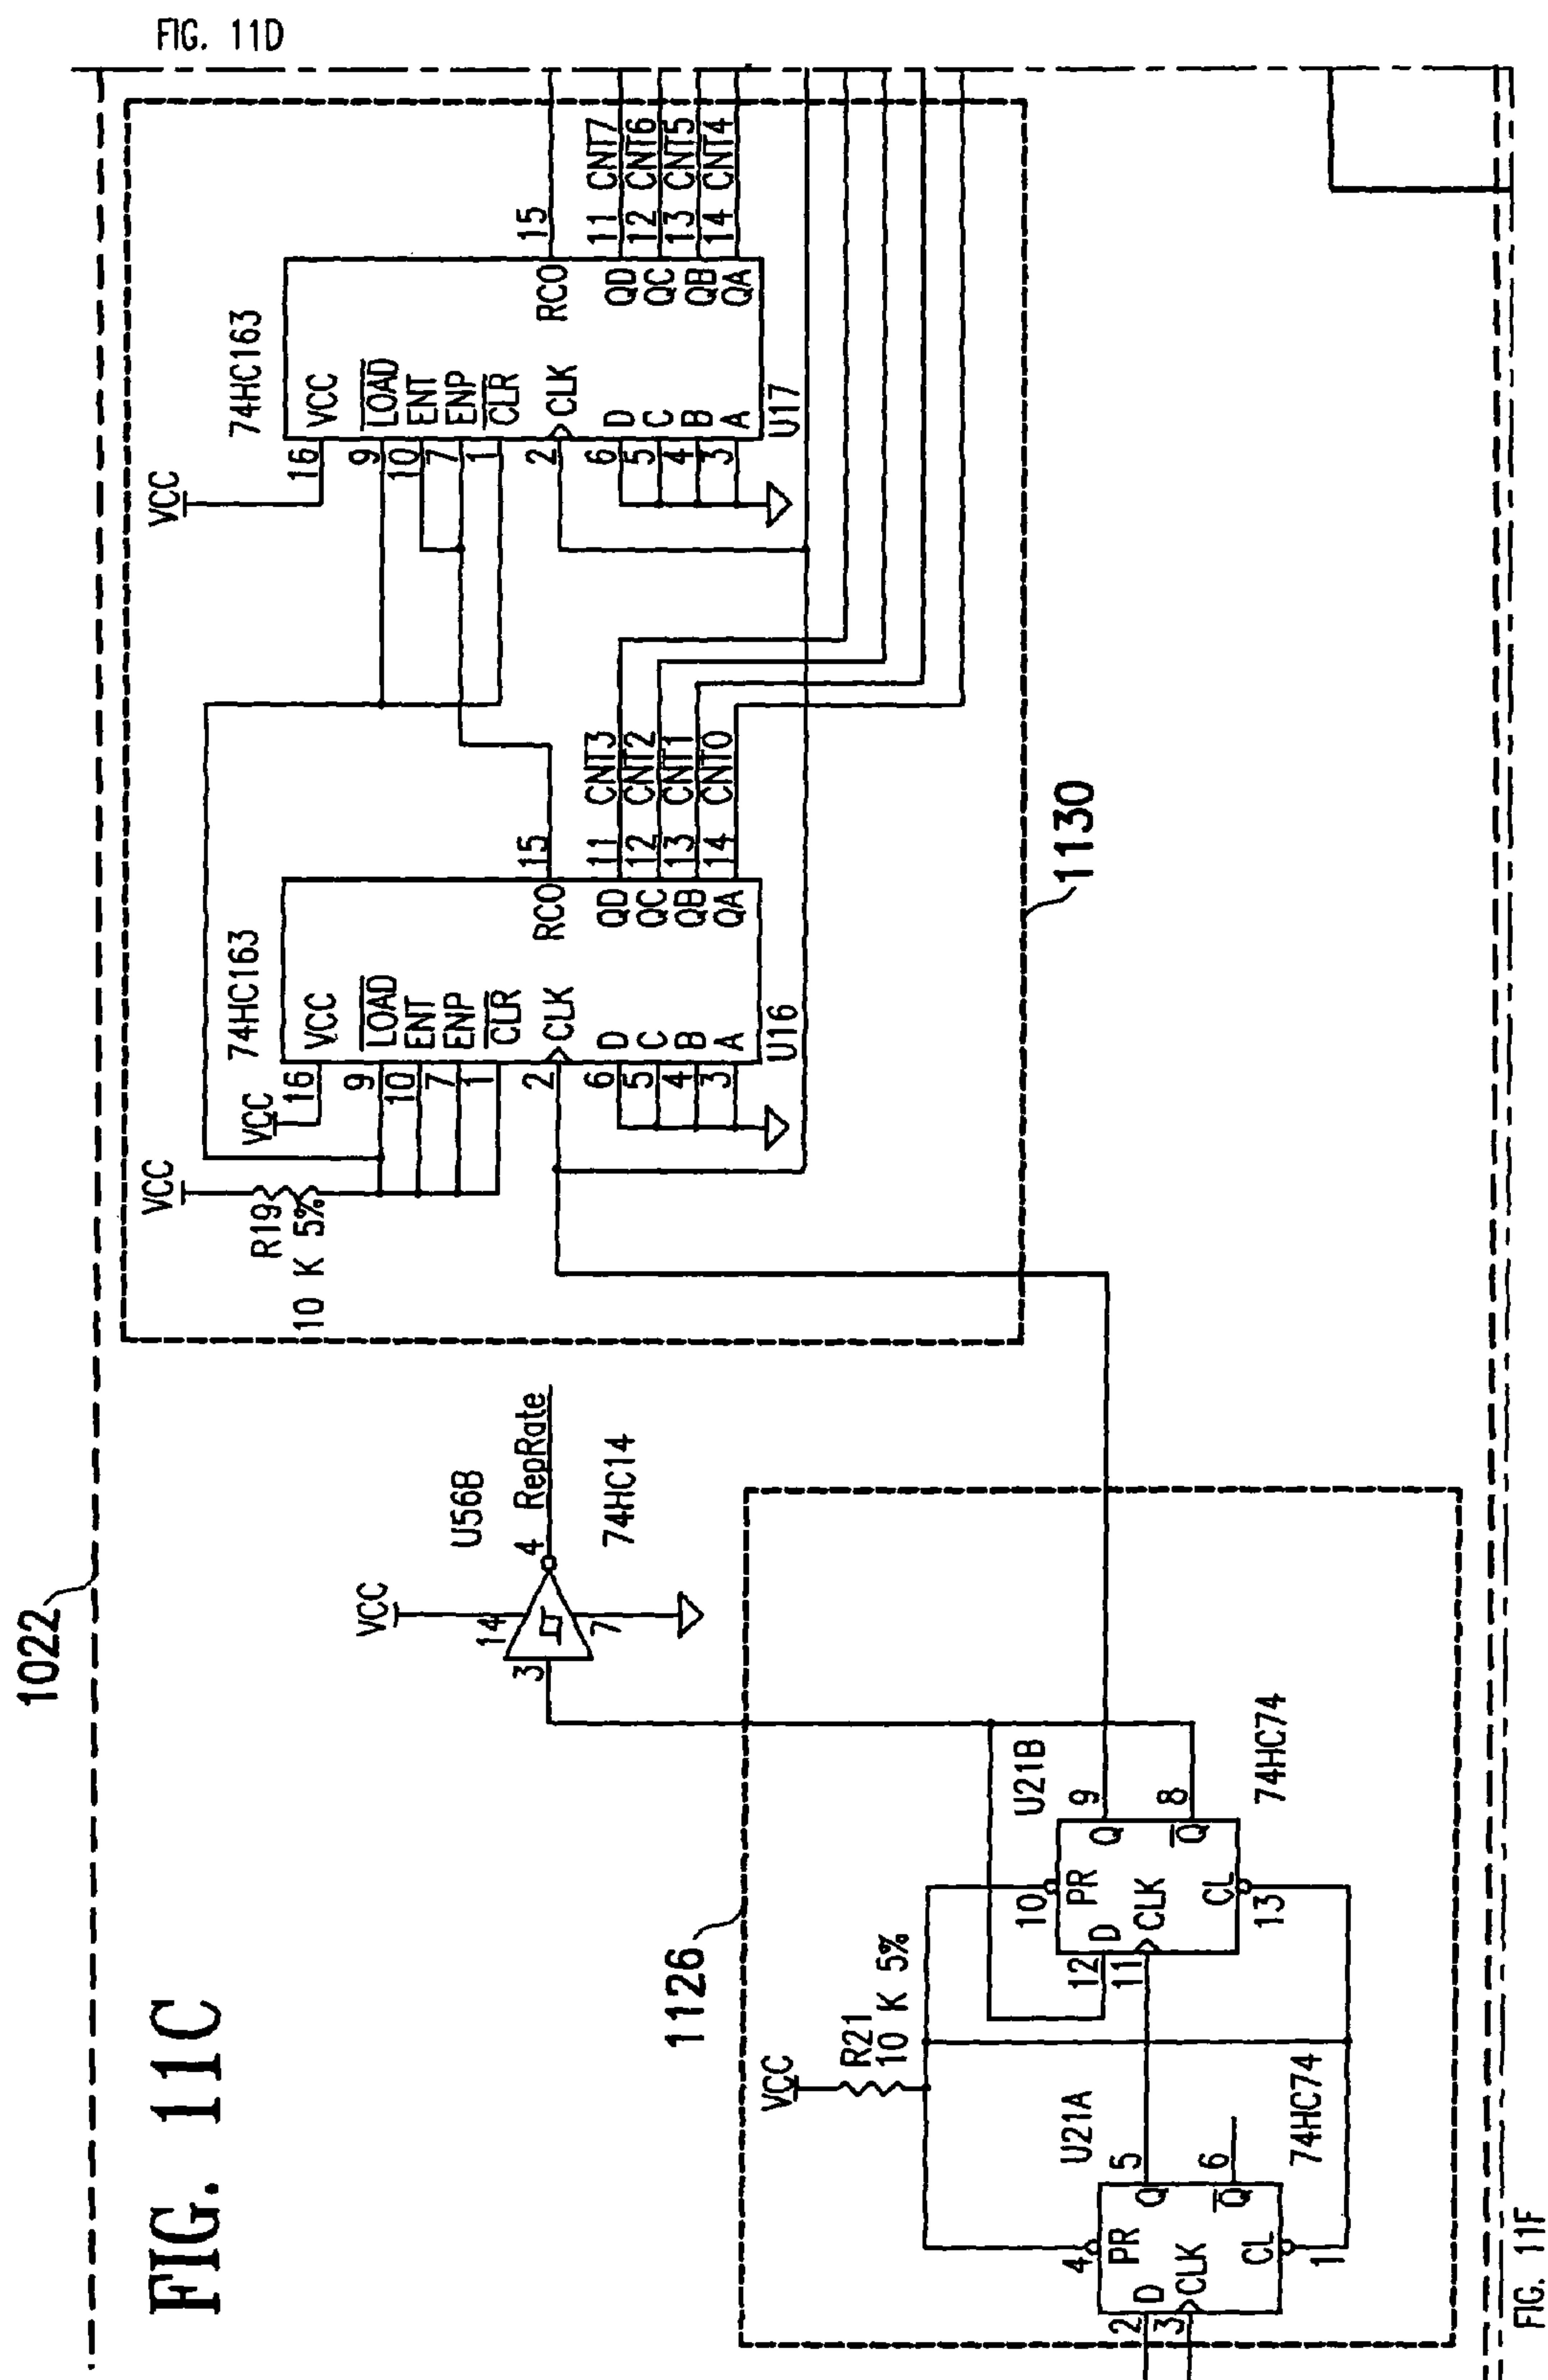 FIG. 11C
FIG. 11D
FIG. 11F
1022
1126
1130
VCC
R19
10 K 5%
VCC
74HC163
16 VCC
9 LOAD
10 ENT
7 ENP
1 CLR
2 CLK
6 D
5 C
4 B
3 A
RCO 15
QD 11 CNT3
QC 12 CNT2
QB 13 CNT1
QA 14 CNT0
U16
VCC
74HC163
16 VCC
9 LOAD
10 ENT
7 ENP
1 CLR
2 CLK
6 D
5 C
4 B
3 A
RCO 15
QD 11 CNT7
QC 12 CNT6
QB 13 CNT5
QA 14 CNT4
U17
VCC
U56B
14
3
4 RepRate
7
74HC14
VCC
R21
10 K 5%
U21A
4 PR
2 D
3 CLK
CL
1
Q 5
Q 6
74HC74
U21B
10 PR
12 D
11 CLK
CL
13
Q 9
Q 8
74HC74